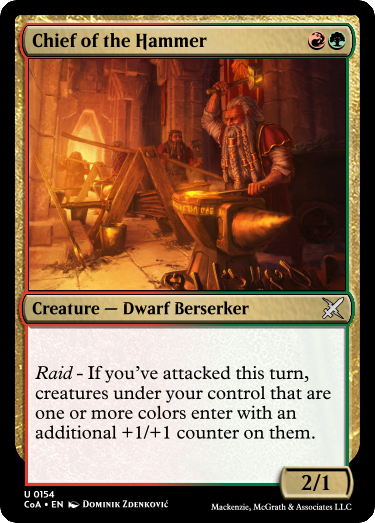 Chief of the Hammer
Creature — Dwarf Berserker
Raid - If you've attacked this turn,
creatures under your control that are
one or more colors enter with an
additional +1/+1 counter on them.
2/1
U 0154
CoA • EN Dominik Zdenković
Mackenzie, McGrath & Associates LLC